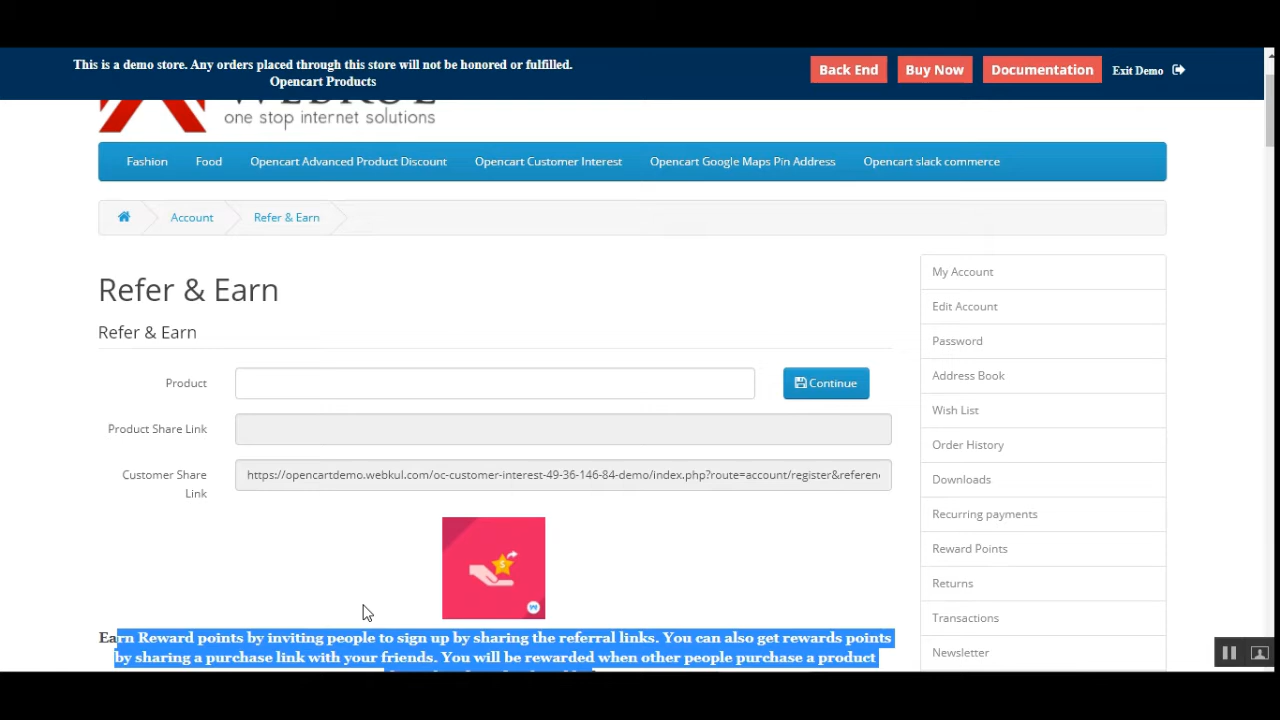 This is a demo store. Any orders placed through this store will not be honored or fulfilled.
Opencart Products
Back End
Buy Now
Documentation
Exit Demo
one stop internet solutions
Fashion
Food
Opencart Advanced Product Discount
Opencart Customer Interest
Opencart Google Maps Pin Address
Opencart slack commerce
Account
Refer & Earn
Refer & Earn
Refer & Earn
Product
Continue
Product Share Link
Customer Share
Link
https://opencartdemo.webkul.com/oc-customer-interest-49-36-146-84-demo/index.php?route=account/register&referen
Earn Reward points by inviting people to sign up by sharing the referral links. You can also get rewards points
by sharing a purchase link with your friends. You will be rewarded when other people purchase a product
My Account
Edit Account
Password
Address Book
Wish List
Order History
Downloads
Recurring payments
Reward Points
Returns
Transactions
Newsletter